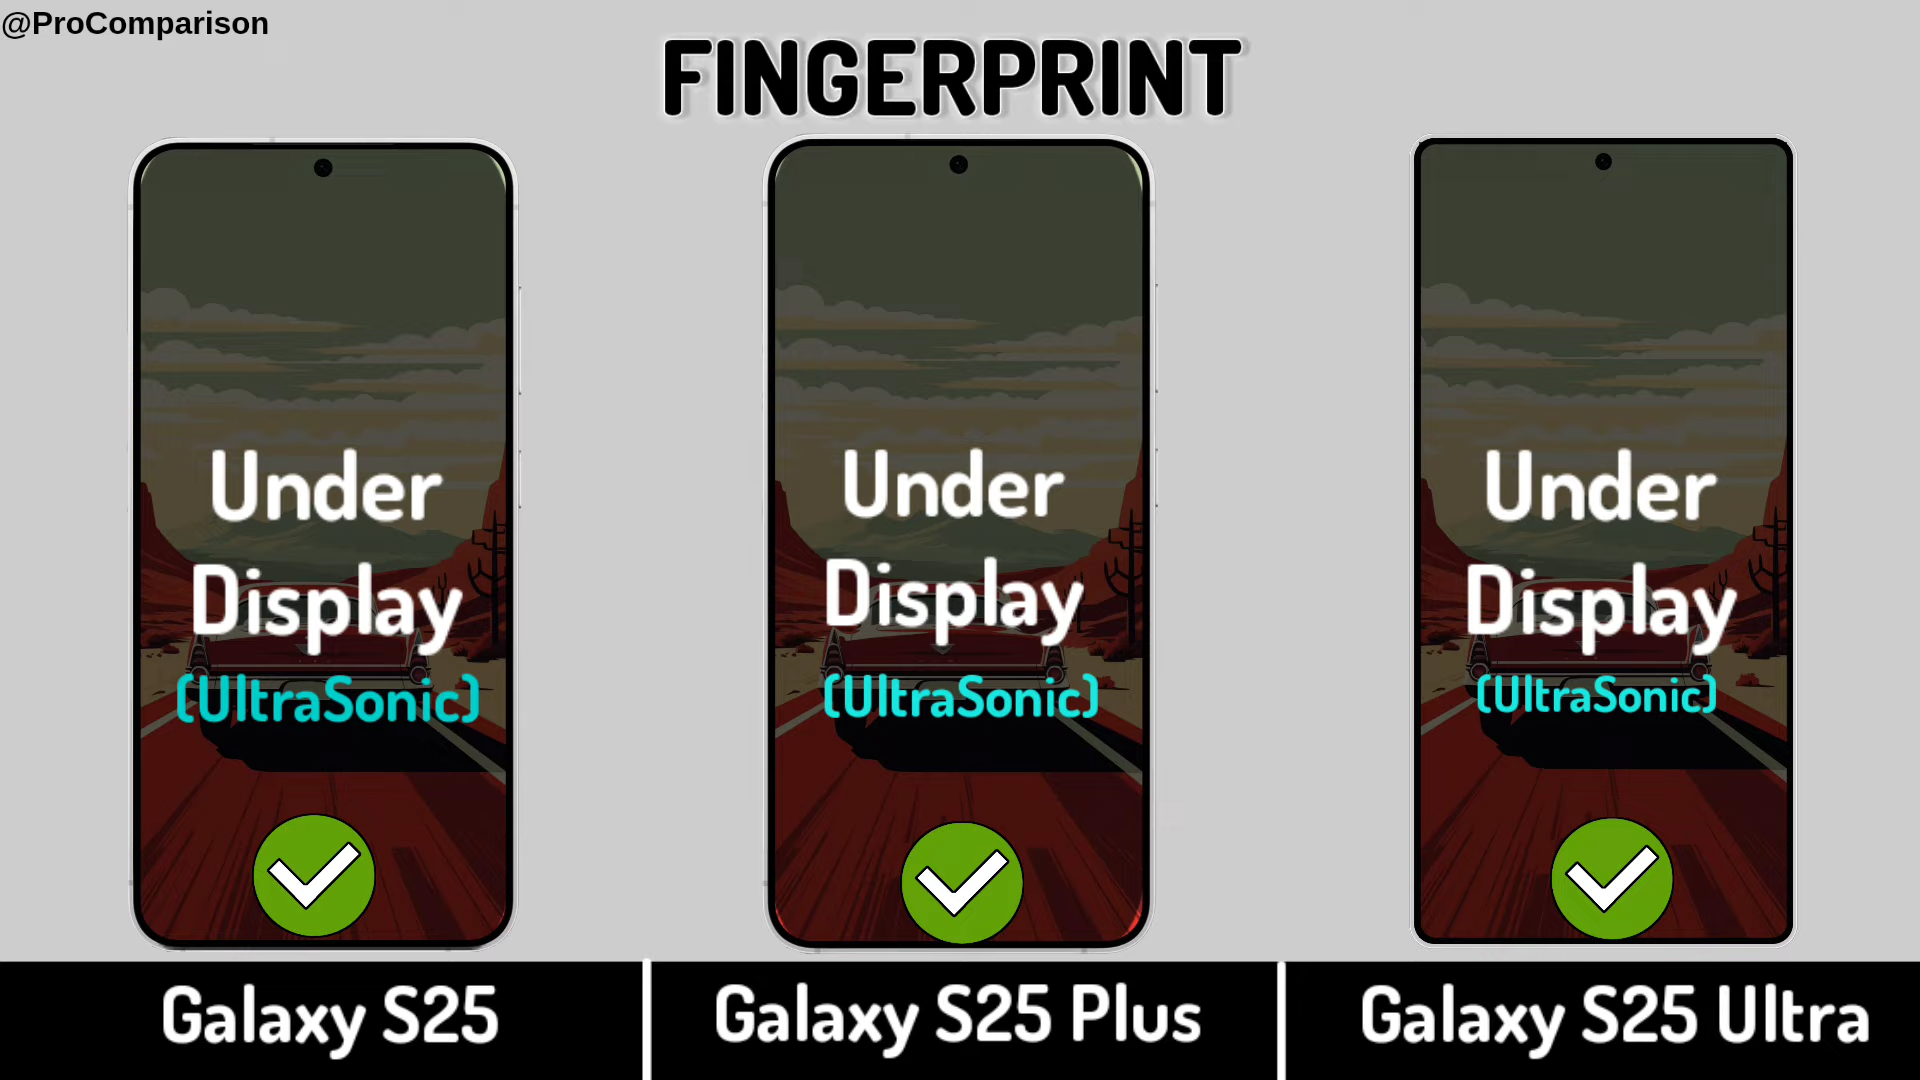 @ProComparison
FINGERPRINT
Under
Display
(UltraSonic)
Under
Display
(UltraSonic)
Under
Display
(UltraSonic)
Galaxy S25
Galaxy S25 Plus
Galaxy S25 Ultra